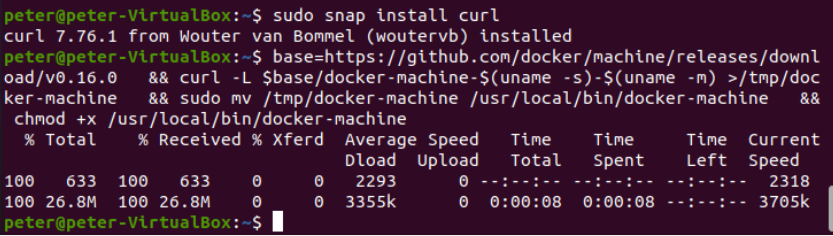 peter@peter-VirtualBox:~$ sudo snap install curl
curl 7.76.1 from Wouter van Bommel (woutervb) installed
peter@peter-VirtualBox:~$ base=https://github.com/docker/machine/releases/downl
oad/v0.16.0   && curl -L $base/docker-machine-$(uname -s)-$(uname -m) >/tmp/doc
ker-machine   && sudo mv /tmp/docker-machine /usr/local/bin/docker-machine   &&
 chmod +x /usr/local/bin/docker-machine
  % Total    % Received % Xferd  Average Speed   Time    Time     Time  Current
                                 Dload  Upload   Total   Spent    Left  Speed
100   633  100   633    0     0   2293      0 --:--:-- --:--:-- --:--:--  2318
100 26.8M  100 26.8M    0     0  3355k      0  0:00:08  0:00:08 --:--:-- 3705k
peter@peter-VirtualBox:~$